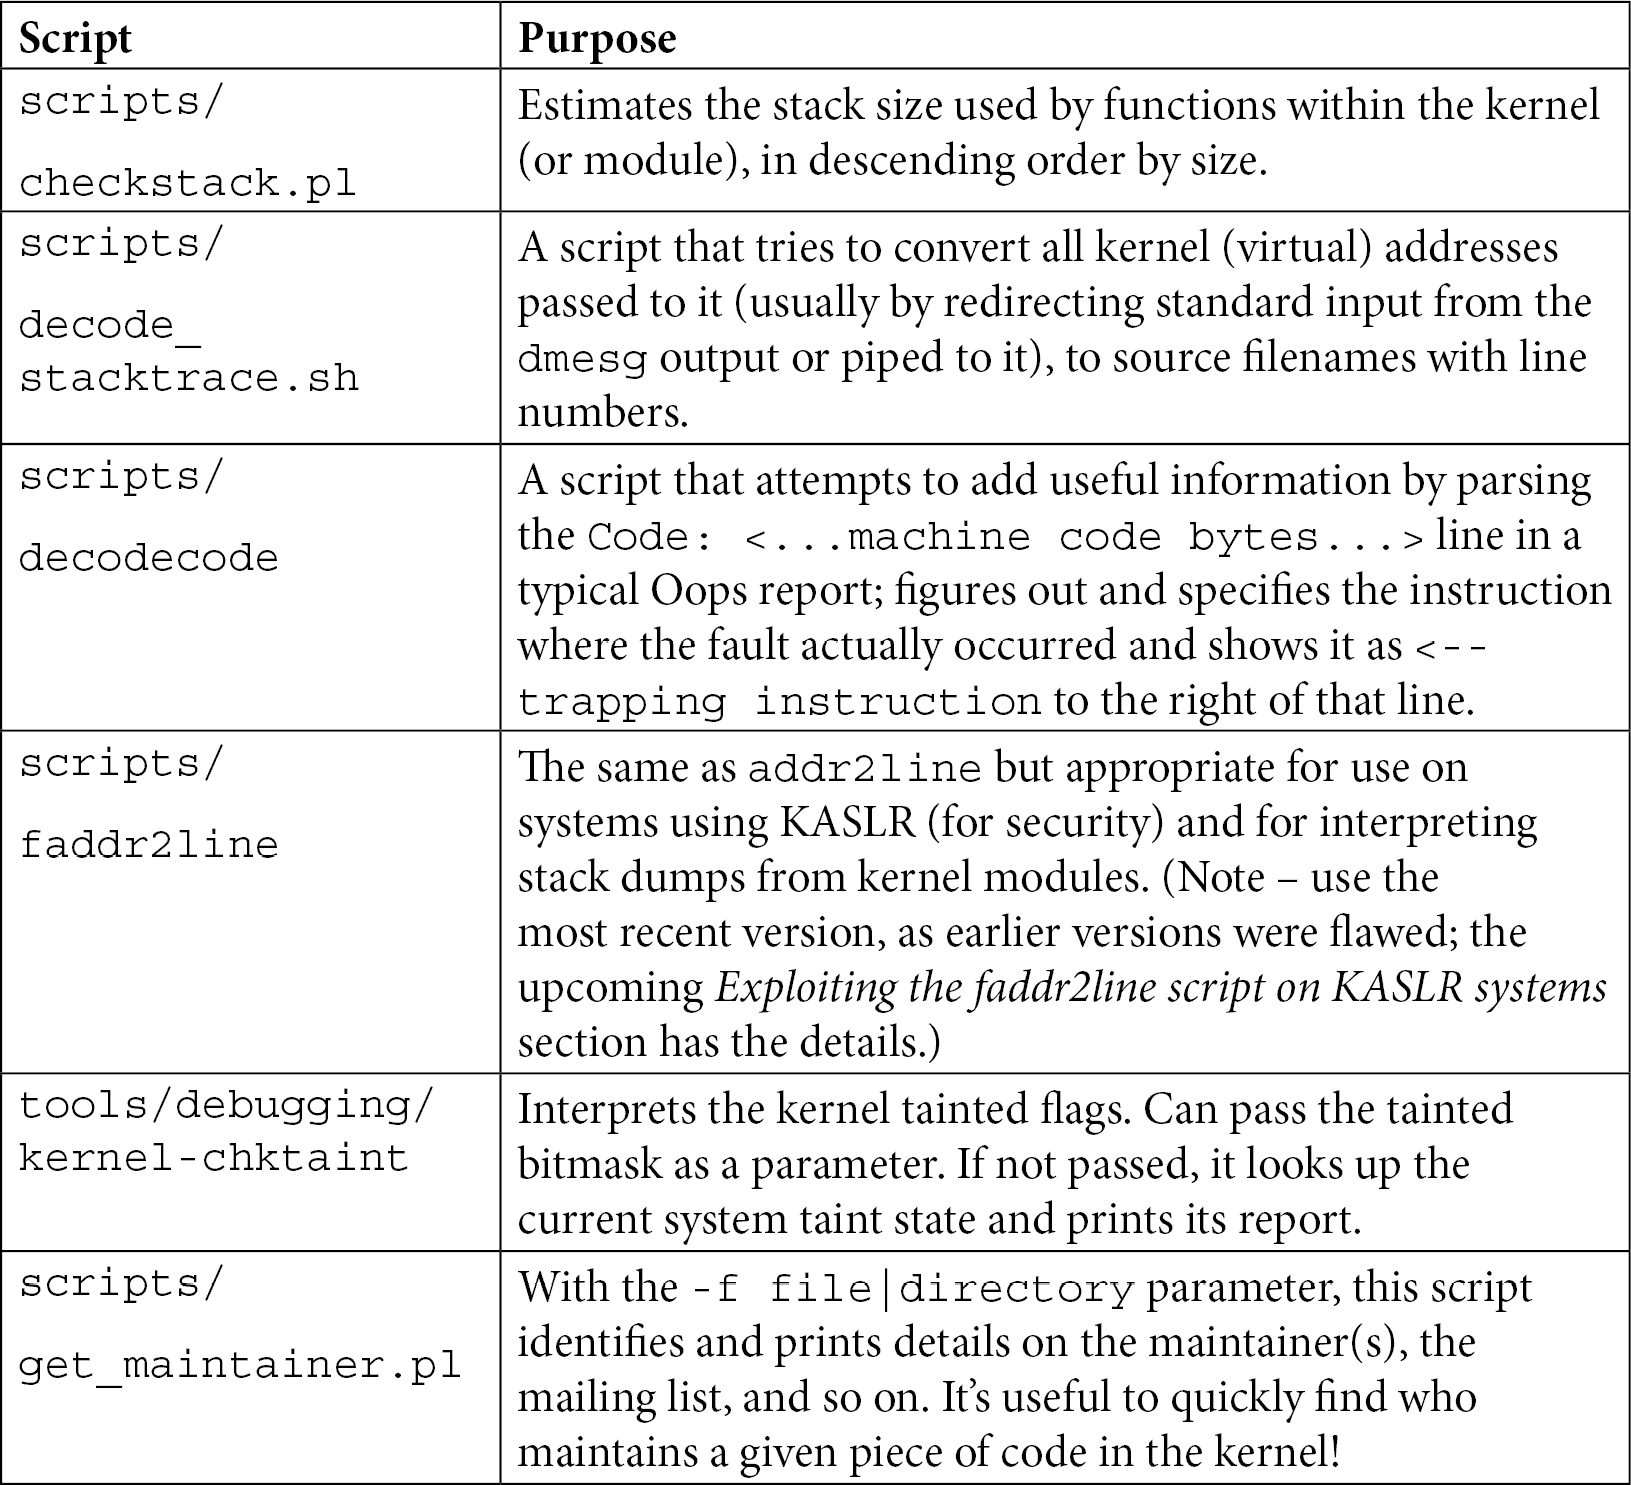 Script
Purpose
scripts/
checkstack.pl
Estimates the stack size used by functions within the kernel
(or module), in descending order by size.
scripts/
decode_
stacktrace.sh
A script that tries to convert all kernel (virtual) addresses
passed to it (usually by redirecting standard input from the
dmesg output or piped to it), to source filenames with line
numbers.
scripts/
decodecode
A script that attempts to add useful information by parsing
the Code: <...machine code bytes...> line in a
typical Oops report; figures out and specifies the instruction
where the fault actually occurred and shows it as <--
trapping instruction to the right of that line.
scripts/
faddr2line
The same as addr2line but appropriate for use on
systems using KASLR (for security) and for interpreting
stack dumps from kernel modules. (Note – use the
most recent version, as earlier versions were flawed; the
upcoming Exploiting the faddr2line script on KASLR systems
section has the details.)
tools/debugging/
kernel-chktaint
Interprets the kernel tainted flags. Can pass the tainted
bitmask as a parameter. If not passed, it looks up the
current system taint state and prints its report.
scripts/
get_maintainer.pl
With the -f file|directory parameter, this script
identifies and prints details on the maintainer(s), the
mailing list, and so on. It’s useful to quickly find who
maintains a given piece of code in the kernel!